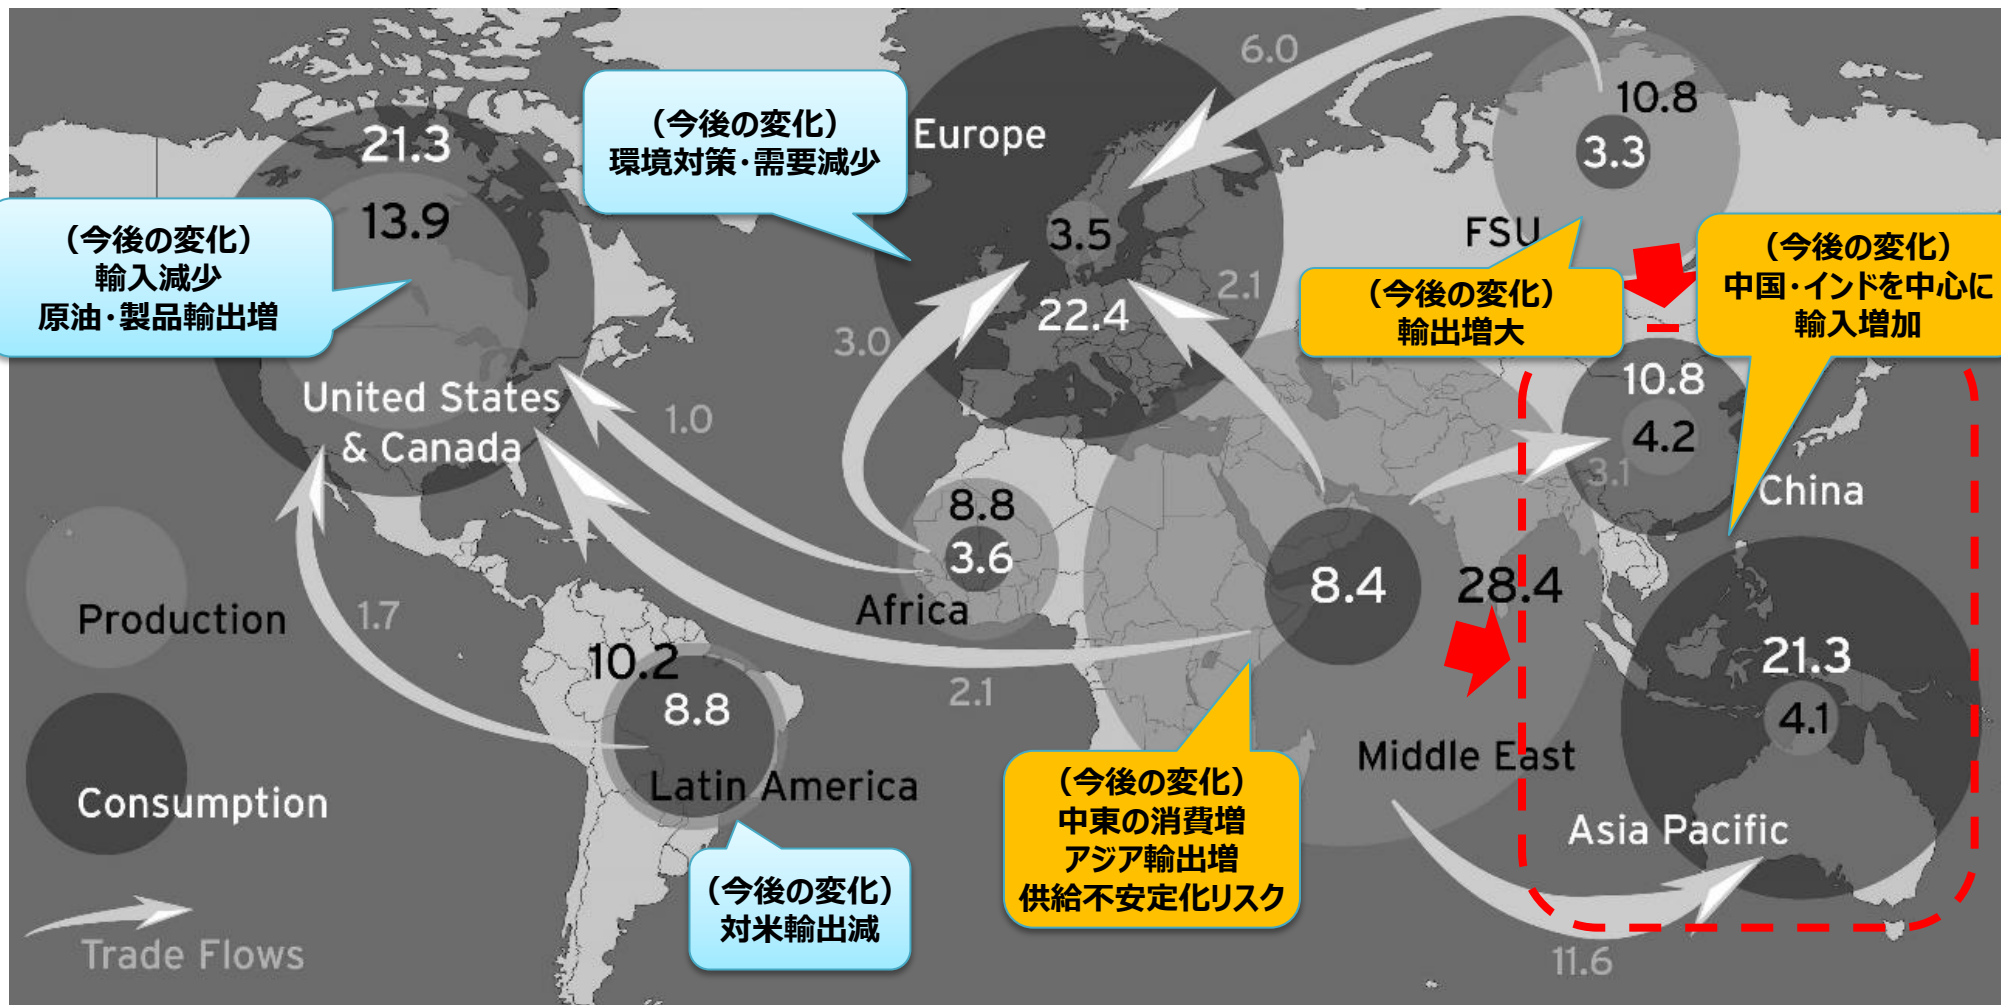 6.0
10.8
3.3
FSU
Europe
3.5
22.4
2.1
3.0
(今後の変化)
環境対策・需要減少
21.3
13.9
(今後の変化)
輸入減少
原油・製品輸出増
United States
& Canada
1.0
(今後の変化)
輸出増大
(今後の変化)
中国・インドを中心に
輸入増加
10.8
4.2
3.1
China
8.8
3.6
Africa
8.4
28.4
Middle East
2.1
1.7
10.2
8.8
Latin America
(今後の変化)
対米輸出減
(今後の変化)
中東の消費増
アジア輸出増
供給不安定化リスク
21.3
4.1
Asia Pacific
11.6
Production
Consumption
Trade Flows